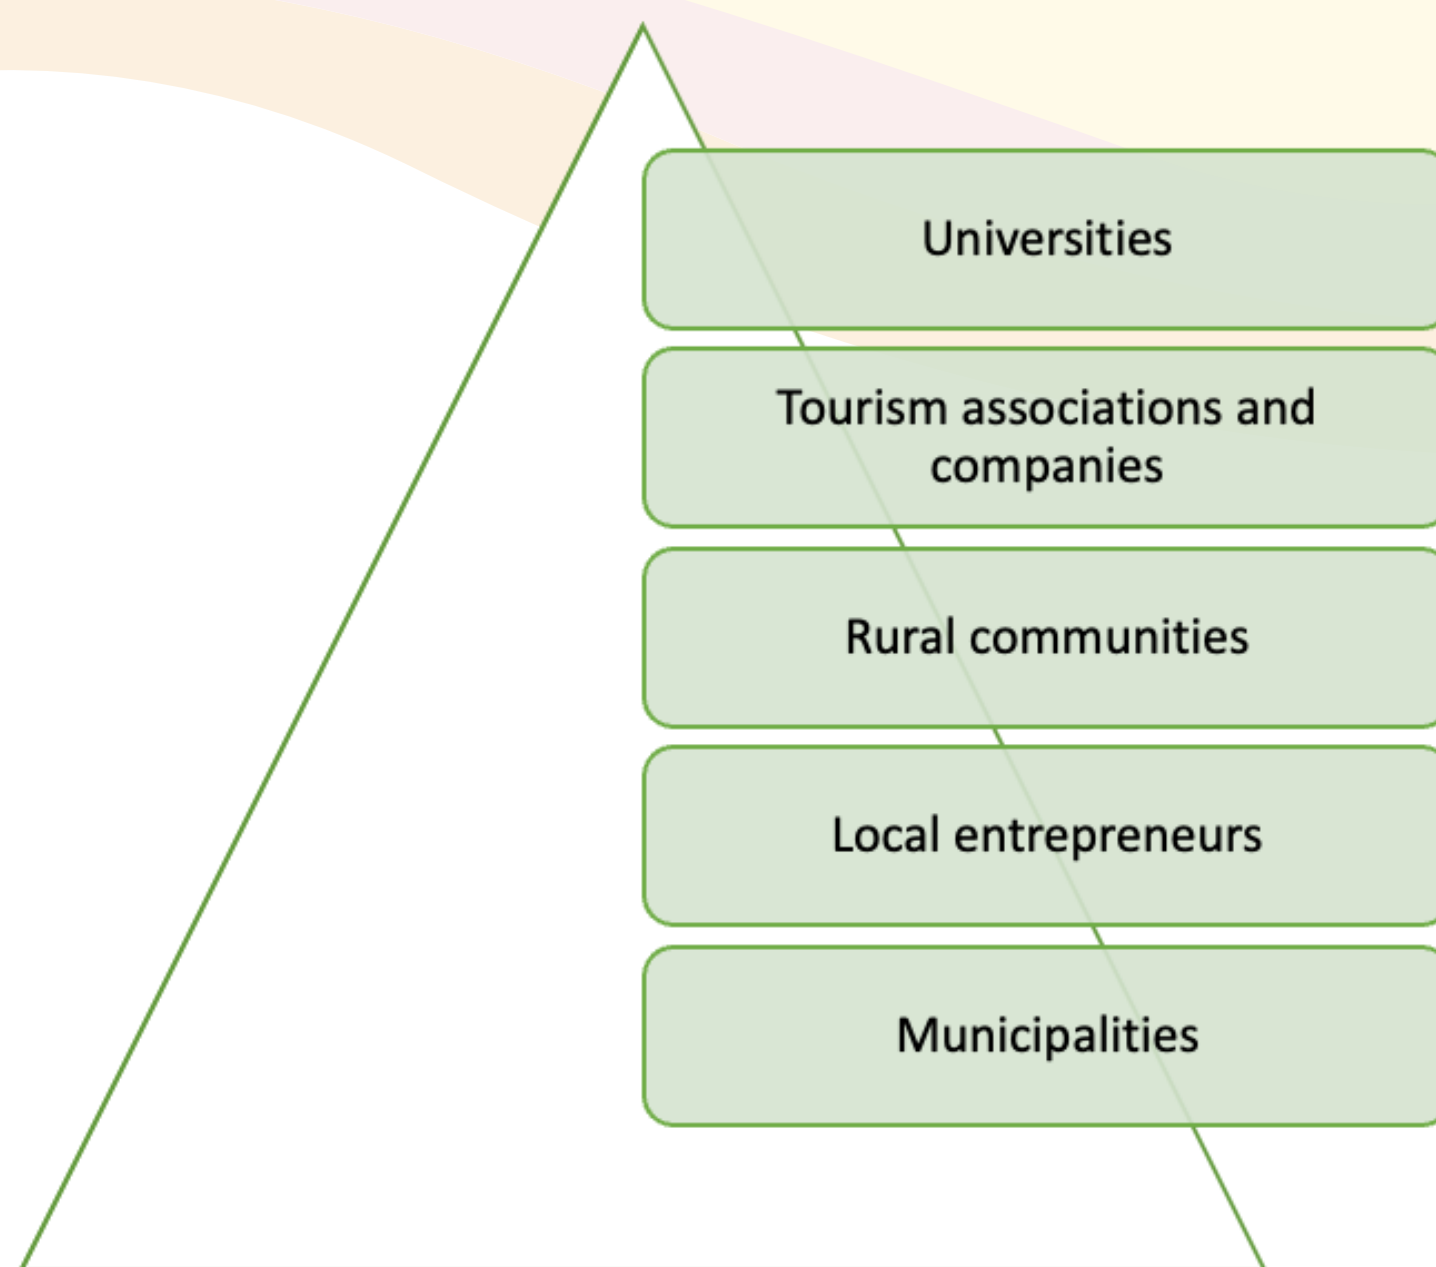 Universities
Tourism associations and
companies
Rural communities
Local entrepreneurs
Municipalities